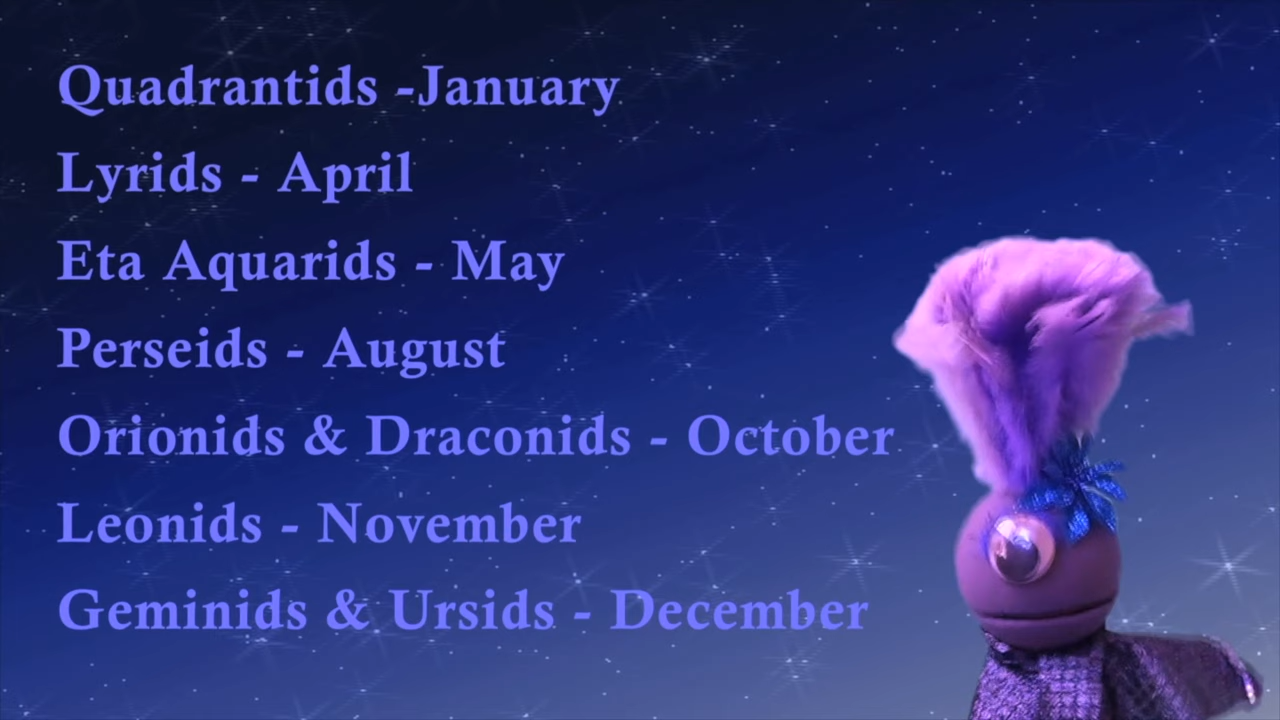 Quadrantids -January
Lyrids - April
Eta Aquarids - May
Perseids - August
Orionids & Draconids - October
Leonids - November
Geminids & Ursids - December